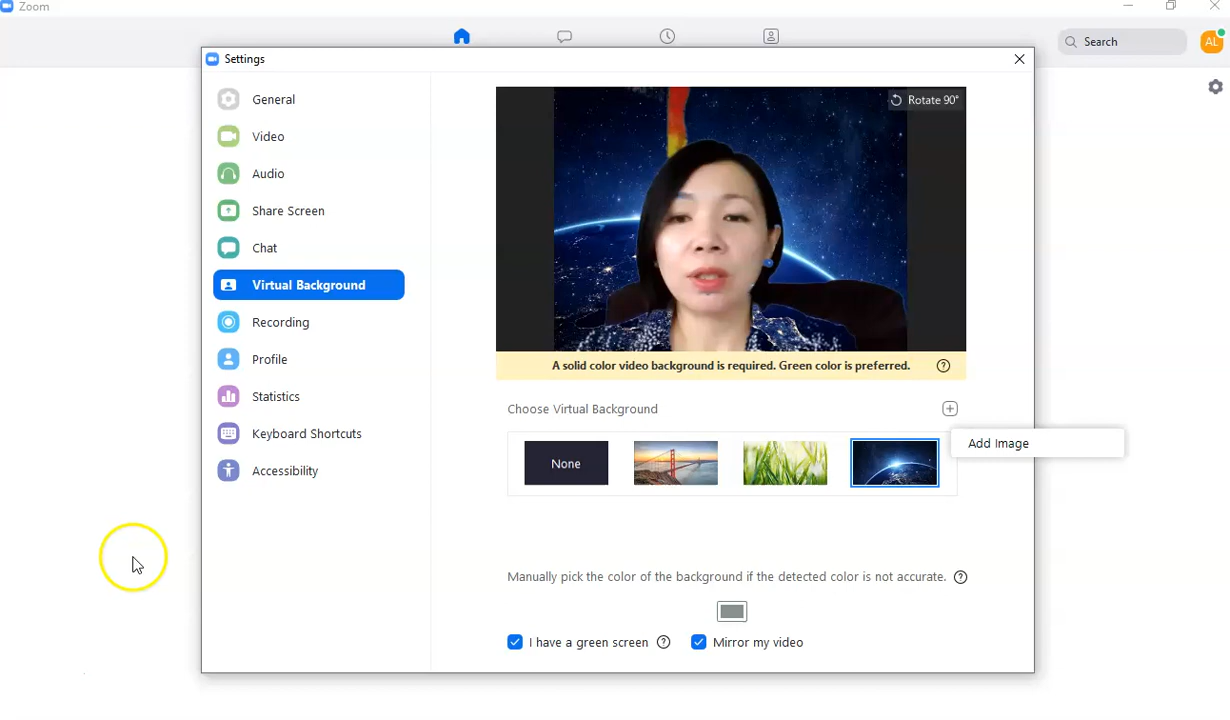 Zoom
Search
AL
Settings
General
Video
Audio
Share Screen
Chat
Virtual Background
Recording
Profile
Statistics
Keyboard Shortcuts
Accessibility
Rotate 90°
A solid color video background is required. Green color is preferred.
Choose Virtual Background
Add Image
None
Manually pick the color of the background if the detected color is not accurate.
I have a green screen
Mirror my video